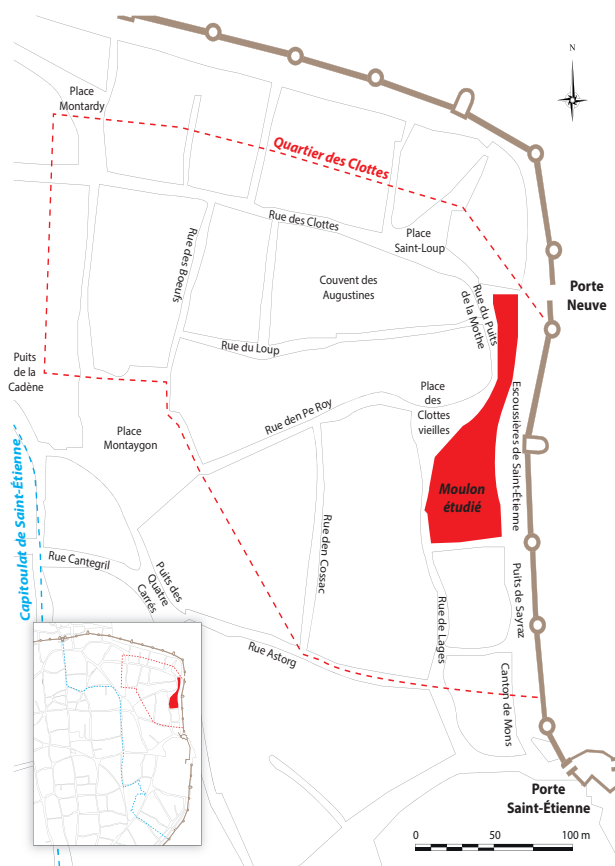 N
Place
Montardy
Quartier des Clottes
Rue des Clottes
Place
Saint-Loup
Rue des Boeufs
Couvent des
Augustines
Rue du Puits
de la Mothe
Porte
Neuve
Rue du Loup
Puits
de la
Cadène
Place
des
Clottes
vieilles
Rue den Pe Roy
Place
Montaygon
Escoussières de Saint-Étienne
Capitoulat de Saint-Étienne
Moulon
étudié
Rue den Cossac
Rue Cantegril
Puits des
Quatre
Carrés
Puits de Sayraz
Rue de Lages
Rue Astorg
Canton de Mons
Porte
Saint-Étienne
0 50 100 m